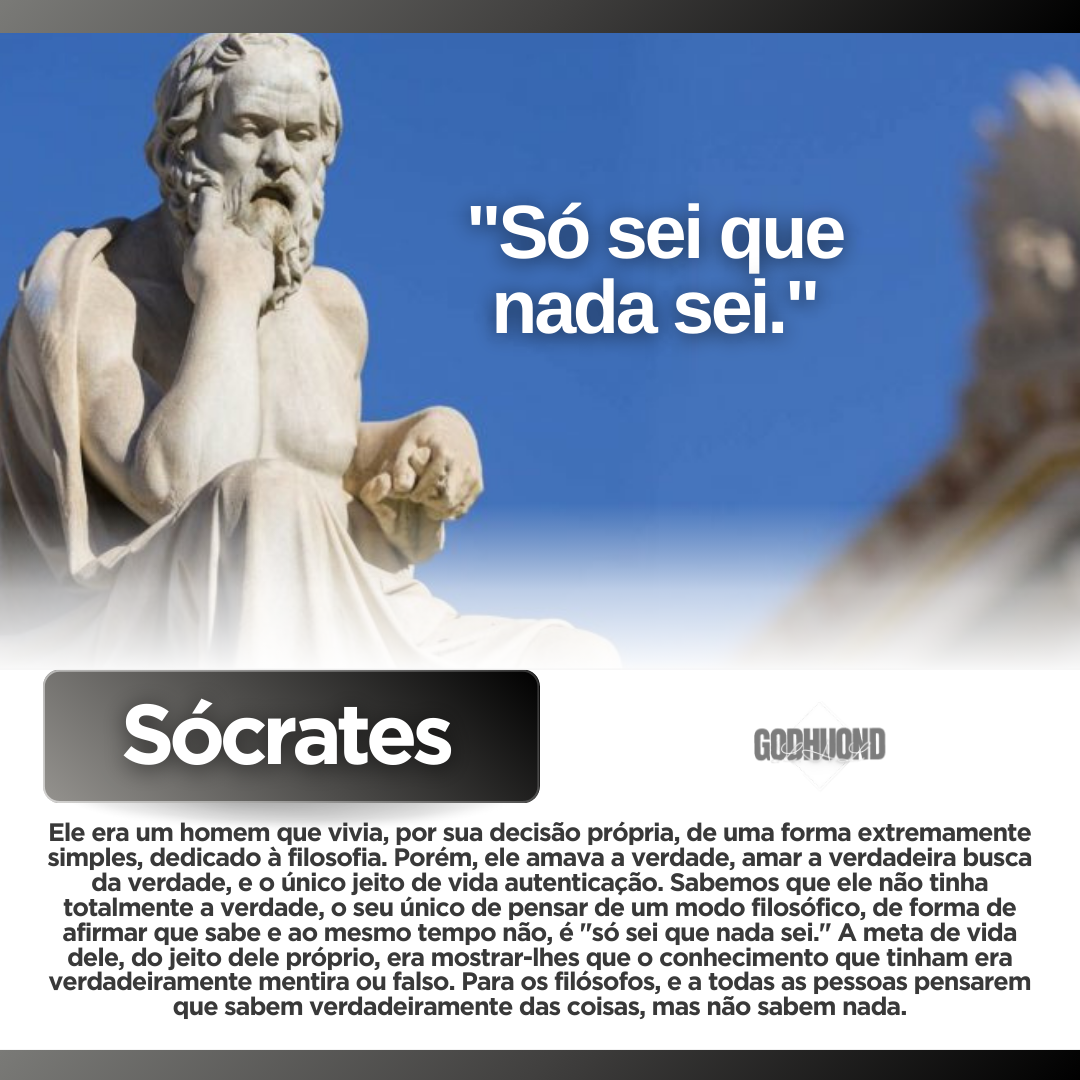 "Só sei que
nada sei."
Sócrates
GODHUOND
Ele era um homem que vivia, por sua decisão própria, de uma forma extremamente
simples, dedicado à filosofia. Porém, ele amava a verdade, amar a verdadeira busca
da verdade, e o único jeito de vida autenticação. Sabemos que ele não tinha
totalmente a verdade, o seu único de pensar de um modo filosófico, de forma de
afirmar que sabe e ao mesmo tempo não, é "só sei que nada sei." A meta de vida
dele, do jeito dele próprio, era mostrar-lhes que o conhecimento que tinham era
verdadeiramente mentira ou falso. Para os filósofos, e a todas as pessoas pensarem
que sabem verdadeiramente das coisas, mas não sabem nada.